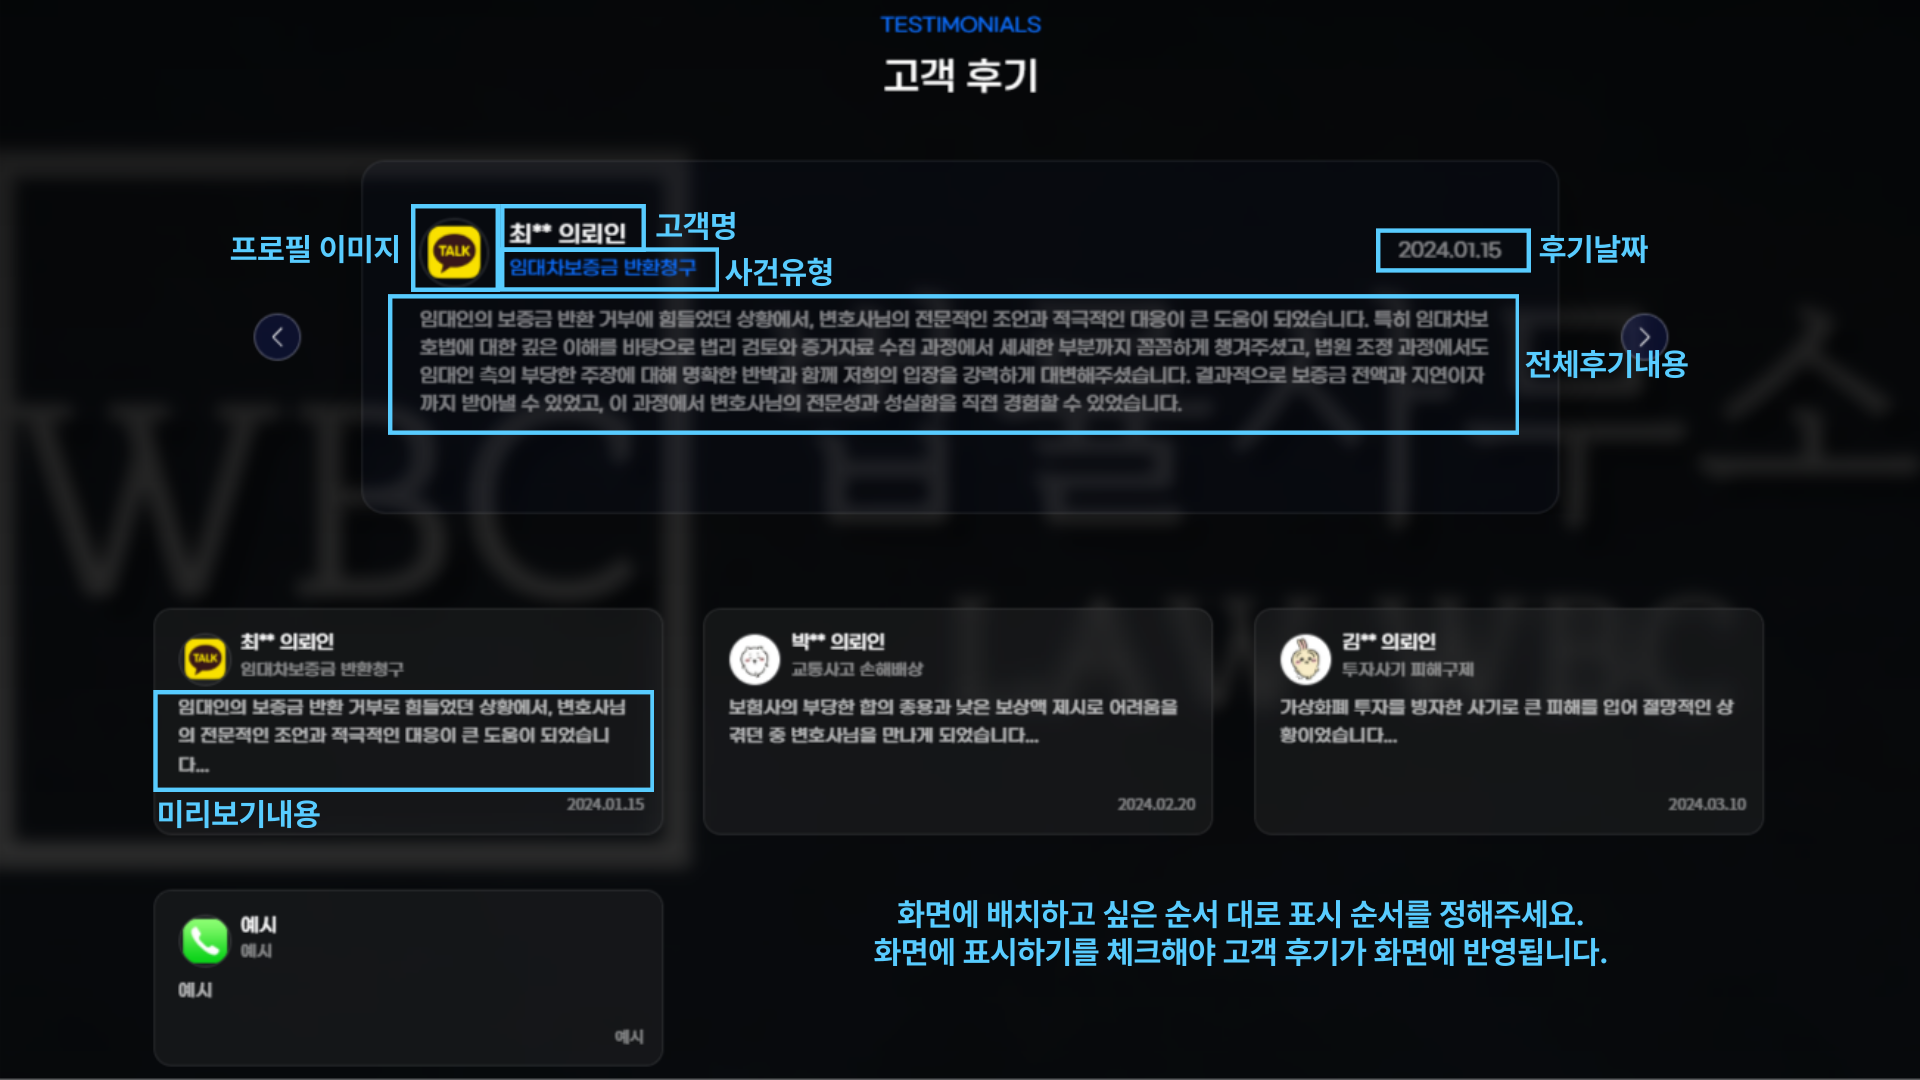 TESTIMONIALS
고객 후기
프로필 이미지
TALK
최** 의뢰인
고객명
임대차보증금 반환청구
사건유형
2024.01.15
후기날짜
임대인의 보증금 반환 거부에 힘들었던 상황에서, 변호사님의 전문적인 조언과 적극적인 대응이 큰 도움이 되었습니다. 특히 임대차보
호법에 대한 깊은 이해를 바탕으로 법리 검토와 증거자료 수집 과정에서 세세한 부분까지 꼼꼼하게 챙겨주셨고, 법원 조정 과정에서도
임대인 측의 부당한 주장에 대해 명확한 반박과 함께 저희의 입장을 강력하게 대변해주셨습니다. 결과적으로 보증금 전액과 지연이자
까지 받아낼 수 있었고, 이 과정에서 변호사님의 전문성과 성실함을 직접 경험할 수 있었습니다.
전체후기내용
WBC
법률사무소
LAW WBC
TALK
최** 의뢰인
임대차보증금 반환청구
임대인의 보증금 반환 거부로 힘들었던 상황에서, 변호사님
의 전문적인 조언과 적극적인 대응이 큰 도움이 되었습니
다...
2024.01.15
미리보기내용
박** 의뢰인
교통사고 손해배상
보험사의 부당한 합의 종용과 낮은 보상액 제시로 어려움을
겪던 중 변호사님을 만나게 되었습니다...
2024.02.20
김** 의뢰인
투자사기 피해구제
가상화폐 투자를 빙자한 사기로 큰 피해를 입어 절망적인 상
황이었습니다...
2024.03.10
예시
예시
예시
예시
화면에 배치하고 싶은 순서 대로 표시 순서를 정해주세요.
화면에 표시하기를 체크해야 고객 후기가 화면에 반영됩니다.